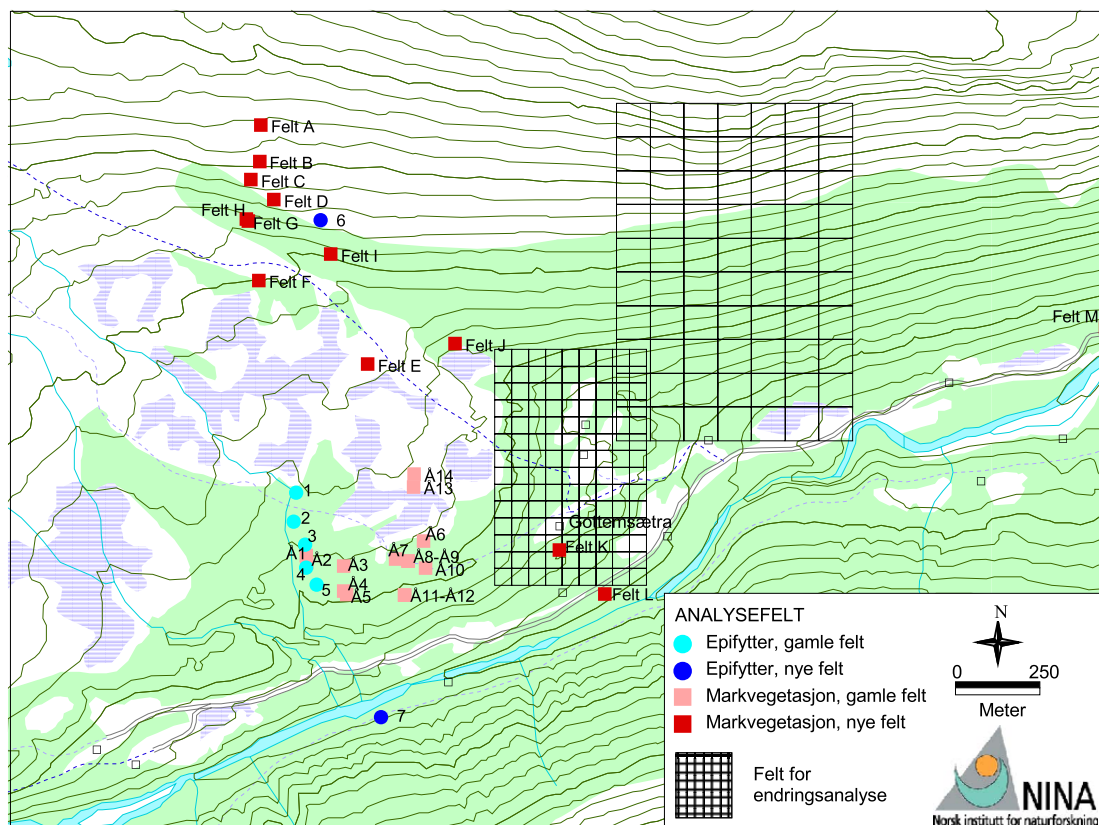 Felt A
Felt B
Felt C
Felt D
Felt H
Felt G
6
Felt I
Felt F
Felt M
Felt J
Felt E
Å14
Å13
1
2
Gottemsætra
3
Å6
Felt K
Å1
Å2
Å7
Å8-Å9
4
Å3
Å10
5
Å4
Å5
Å11-Å12
Felt L
7
ANALYSEFELT
Epifytter, gamle felt
Epifytter, nye felt
Markvegetasjon, gamle felt
Markvegetasjon, nye felt
Felt for
endringsanalyse
N
0 250
Meter
NINA
Norsk institutt for naturforskning